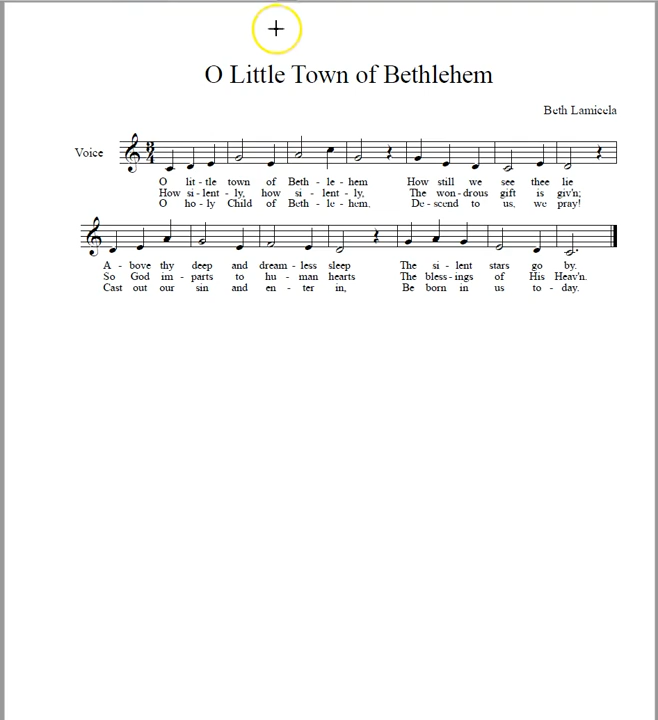 O Little Town of Bethlehem
Beth Lamicela
Voice
O lit - tle town of Beth - le - hem How still we see thee lie
How si - lent - ly, how si - lent - ly, The won - drous gift is giv'n;
O ho - ly Child of Beth - le - hem, De - scend to us, we pray!
A - bove thy deep and dream - less sleep The si - lent stars go by.
So God im - parts to hu - man hearts The bless - ings of His Heav'n.
Cast out our sin and en - ter in, Be born in us to - day.